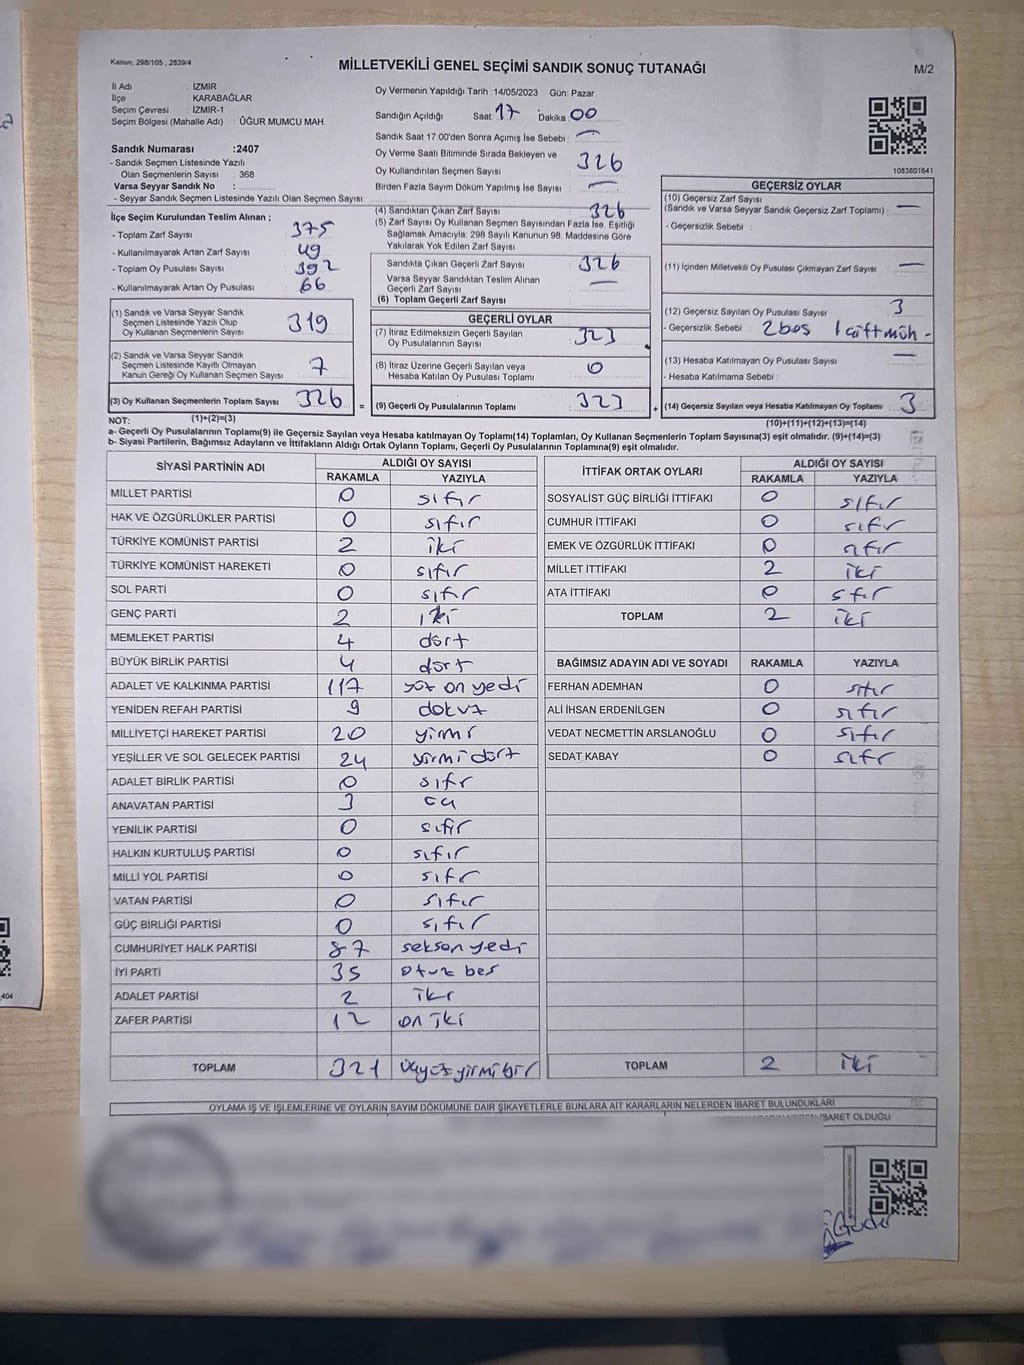 Kanun, 298/105 , 2839/4
MİLLETVEKİLİ GENEL SEÇİMİ SANDIK SONUÇ TUTANAĞI
M/2
İl Adı : İZMİR
İlçe KARABAĞLAR
Seçim Çevresi : İZMİR-1
Seçim Bölgesi (Mahalle Adı) : UĞUR MUMCU MAH
Sandık Numarası :2407
- Sandık Seçmen Listesinde Yazılı
Olan Seçmenlerin Sayısı : 368
Varsa Seyyar Sandık No :
- Seyyar Sandık Seçmen Listesinde Yazılı Olan Seçmen Sayısı:
Oy Vermenin Yapıldığı Tarih :14/05/2023 Gün: Pazar
Sandığın Açıldığı Saat: 17 Dakika: 00
Sandık Saat 17.00'den Sonra Açımış İse Sebebi : —
Oy Verme Saati Bitiminde Sırada Bekleyen ve
Oy Kullandırılan Seçmen Sayısı : 326
Birden Fazla Sayım Döküm Yapılmış İse Sayısı : —
1083801641
İlçe Seçim Kurulundan Teslim Alınan ;
- Toplam Zarf Sayısı : 375
- Kullanılmayarak Artan Zarf Sayısı : 49
- Toplam Oy Pusulası Sayısı : 392
- Kullanılmayarak Artan Oy Pusulası : 66
(4) Sandıktan Çıkan Zarf Sayısı : 326
(5) Zarf Sayısı Oy Kullanan Seçmen Sayısından Fazla İse, Eşitliği
Sağlamak Amacıyla; 298 Sayılı Kanunun 98. Maddesine Göre
Yakılarak Yok Edilen Zarf Sayısı
Sandıkta Çıkan Geçerli Zarf Sayısı : 326
Varsa Seyyar Sandıktan Teslim Alınan
Geçerli Zarf Sayısı : —
(6) Toplam Geçerli Zarf Sayısı
GEÇERSİZ OYLAR
(10) Geçersiz Zarf Sayısı
(Sandık ve Varsa Seyyar Sandık Geçersiz Zarf Toplamı) : —
- Geçersizlik Sebebi :
(11) İçinden Milletvekili Oy Pusulası Çıkmayan Zarf Sayısı : —
(12) Geçersiz Sayılan Oy Pusulası Sayısı : 3
- Geçersizlik Sebebi : 2 boş 1 çift müh -
(13) Hesaba Katılmayan Oy Pusulası Sayısı : —
- Hesaba Katılmama Sebebi :
(14) Geçersiz Sayılan veya Hesaba Katılmayan Oy Toplamı : 3
(10)+(11)+(12)+(13)=(14)
(1) Sandık ve Varsa Seyyar Sandık
Seçmen Listesinde Yazılı Olup
Oy Kullanan Seçmenlerin Sayısı : 319
(2) Sandık ve Varsa Seyyar Sandık
Seçmen Listesinde Kayıtlı Olmayan
Kanun Gereği Oy Kullanan Seçmen Sayısı : 7
(3) Oy Kullanan Seçmenlerin Toplam Sayısı : 326 =
(1)+(2)=(3)
GEÇERLİ OYLAR
(7) İtiraz Edilmeksizin Geçerli Sayılan
Oy Pusulalarının Sayısı : 323
(8) İtiraz Üzerine Geçerli Sayılan veya
Hesaba Katılan Oy Pusulası Toplamı : 0
(9) Geçerli Oy Pusulalarının Toplamı : 323 +
NOT:
a- Geçerli Oy Pusulalarının Toplamı(9) ile Geçersiz Sayılan veya Hesaba katılmayan Oy Toplamı(14) Toplamları, Oy Kullanan Seçmenlerin Toplam Sayısına(3) eşit olmalıdır. (9)+(14)=(3)
b- Siyasi Partilerin, Bağımsız Adayların ve İttifakların Aldığı Ortak Oyların Toplamı, Geçerli Oy Pusulalarının Toplamına(9) eşit olmalıdır.
SİYASİ PARTİNİN ADI ALDIĞI OY SAYISI
RAKAMLA YAZIYLA
MİLLET PARTİSİ 0 sıfır
HAK VE ÖZGÜRLÜKLER PARTİSİ 0 sıfır
TÜRKİYE KOMÜNİST PARTİSİ 2 iki
TÜRKİYE KOMÜNİST HAREKETİ 0 sıfır
SOL PARTİ 0 sıfır
GENÇ PARTİ 2 iki
MEMLEKET PARTİSİ 4 dört
BÜYÜK BİRLİK PARTİSİ 4 dört
ADALET VE KALKINMA PARTİSİ 117 yüz on yedi
YENİDEN REFAH PARTİSİ 9 dokuz
MİLLİYETÇİ HAREKET PARTİSİ 20 yirmi
YEŞİLLER VE SOL GELECEK PARTİSİ 24 yirmi dört
ADALET BİRLİK PARTİSİ 0 sıfr
ANAVATAN PARTİSİ 3
YENİLİK PARTİSİ 0 sıfır
HALKIN KURTULUŞ PARTİSİ 0 sıfır
MİLLİ YOL PARTİSİ 0 sıfr
VATAN PARTİSİ 0 sıfır
GÜÇ BİRLİĞİ PARTİSİ 0 sıfır
CUMHURİYET HALK PARTİSİ 87 seksen yedi
İYİ PARTİ 35 otuz beş
ADALET PARTİSİ 2 iki
ZAFER PARTİSİ 12 on iki
TOPLAM 321 üçyüzyirmibir
İTTİFAK ORTAK OYLARI ALDIĞI OY SAYISI
RAKAMLA YAZIYLA
SOSYALİST GÜÇ BİRLİĞİ İTTİFAKI 0 sıfır
CUMHUR İTTİFAKI 0 sıfır
EMEK VE ÖZGÜRLÜK İTTİFAKI 0 sıfır
MİLLET İTTİFAKI 2 iki
ATA İTTİFAKI 0 sıfır
TOPLAM 2 iki
BAĞIMSIZ ADAYIN ADI VE SOYADI RAKAMLA YAZIYLA
FERHAN ADEMHAN 0 sıfır
ALİ İHSAN ERDENİLGEN 0 sıfır
VEDAT NECMETTİN ARSLANOĞLU 0 sıfır
SEDAT KABAY 0 sıfr
TOPLAM 2 iki
OYLAMA İŞ VE İŞLEMLERİNE VE OYLARIN SAYIM DÖKÜMÜNE DAİR ŞİKAYETLERLE BUNLARA AİT KARARLARIN NELERDEN İBARET BULUNDUKLARI
BARET OLDUĞU
404